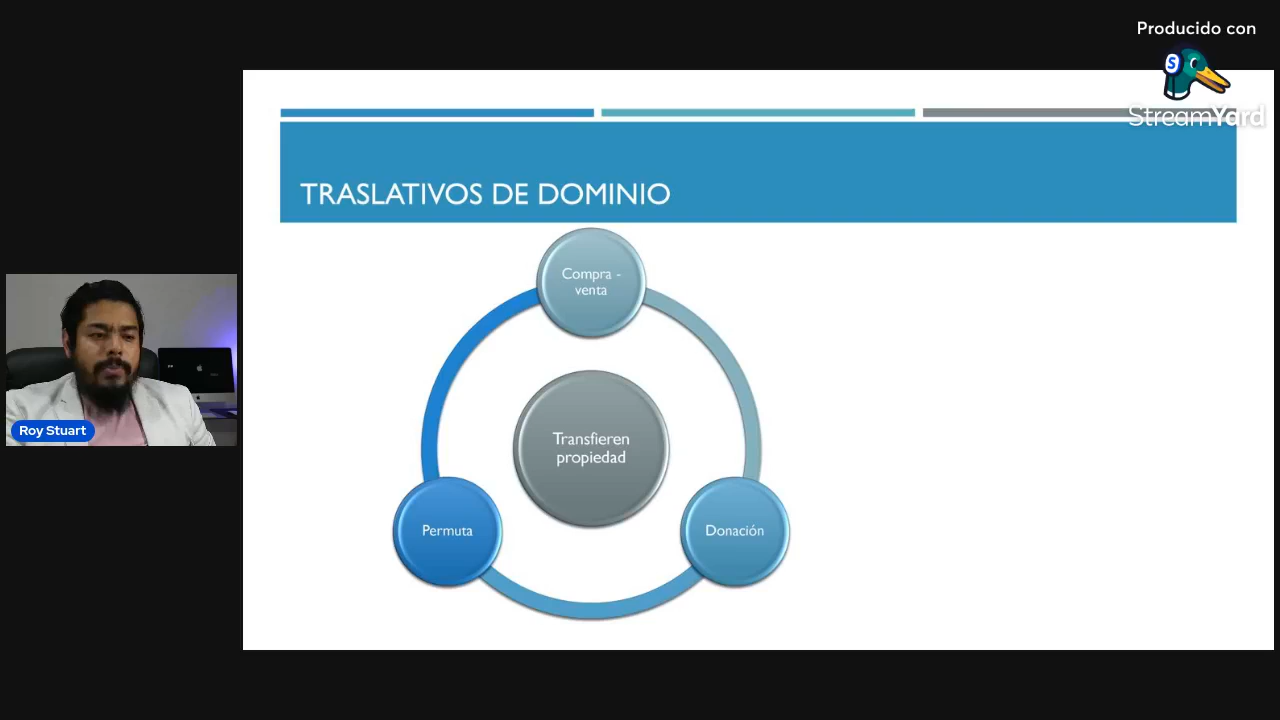 Producido con
S
StreamYard
TRASLATIVOS DE DOMINIO
Compra -
venta
Transfieren
propiedad
Permuta
Donación
Roy Stuart